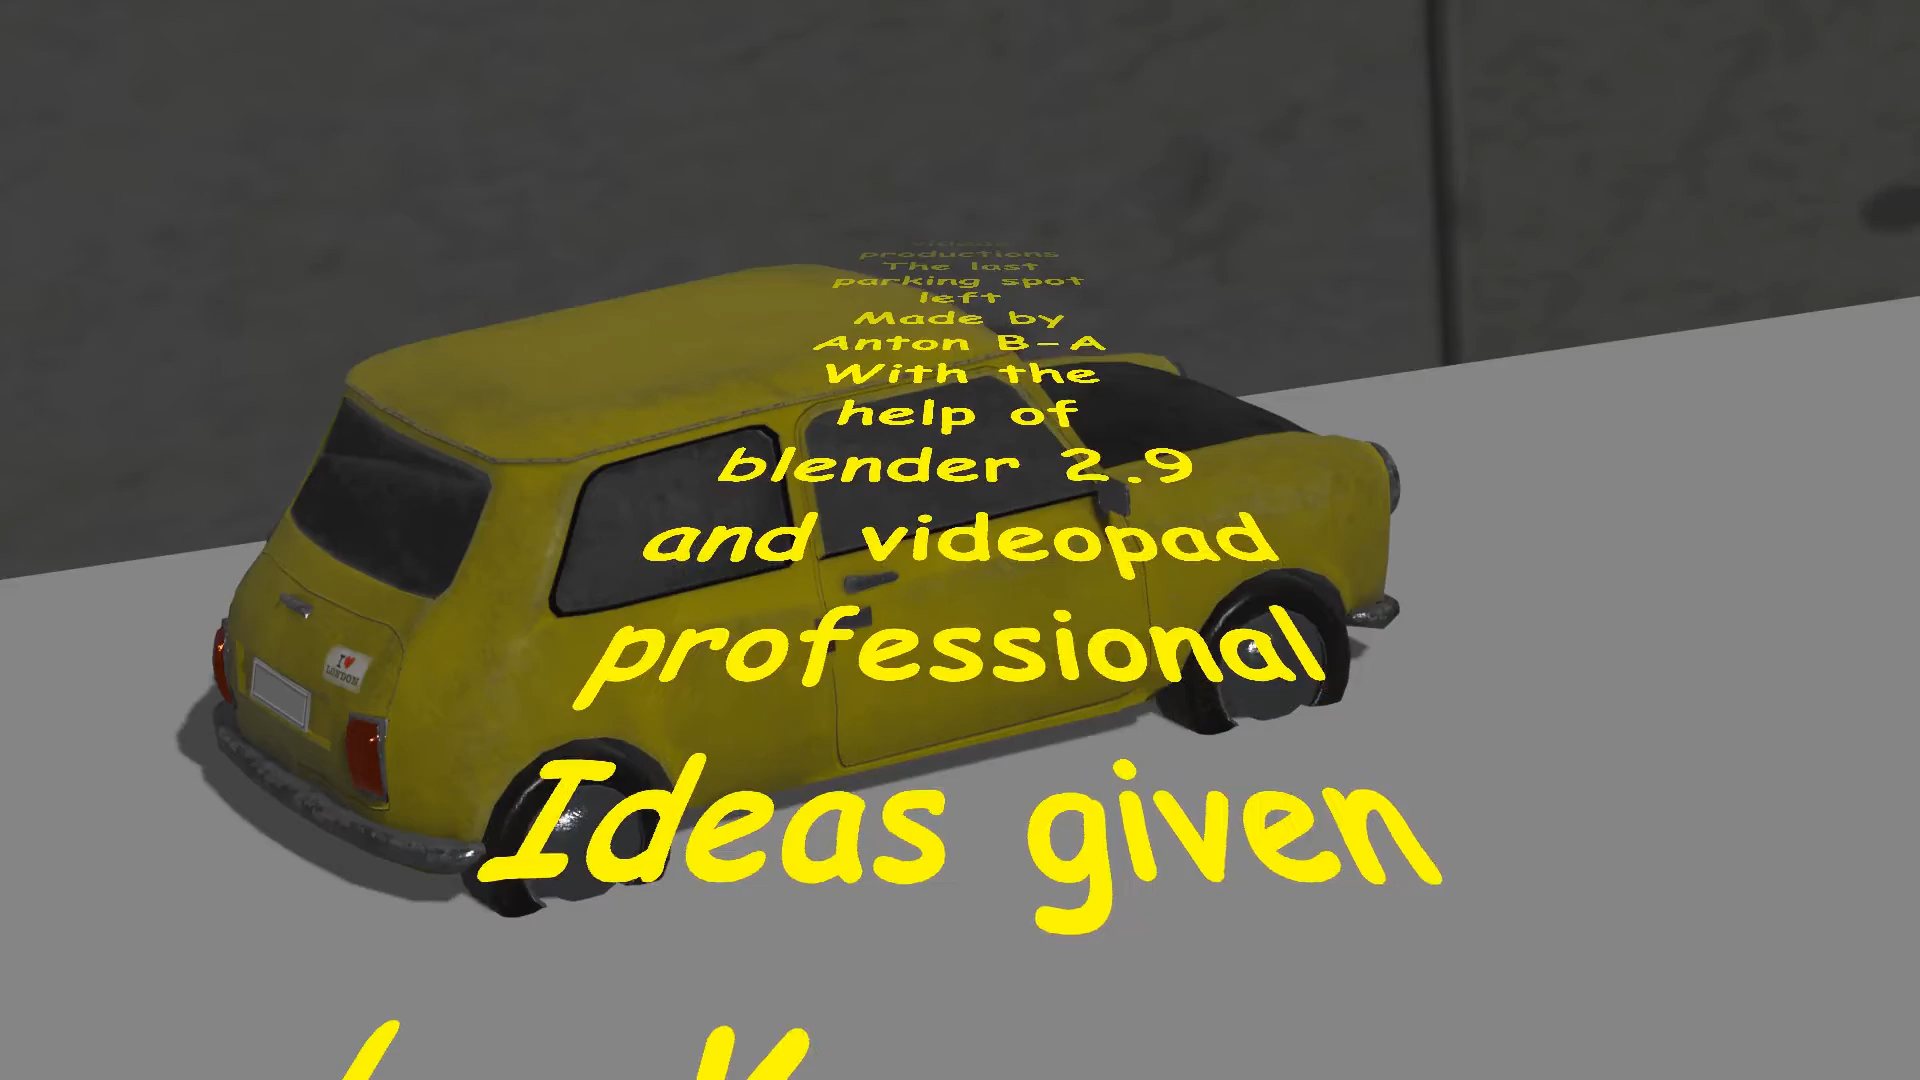 productions
The last
parking spot
left
Made by
Anton B-A
With the
help of
blender 2.9
and videopad
professional
Ideas given
I ♥
LONDON